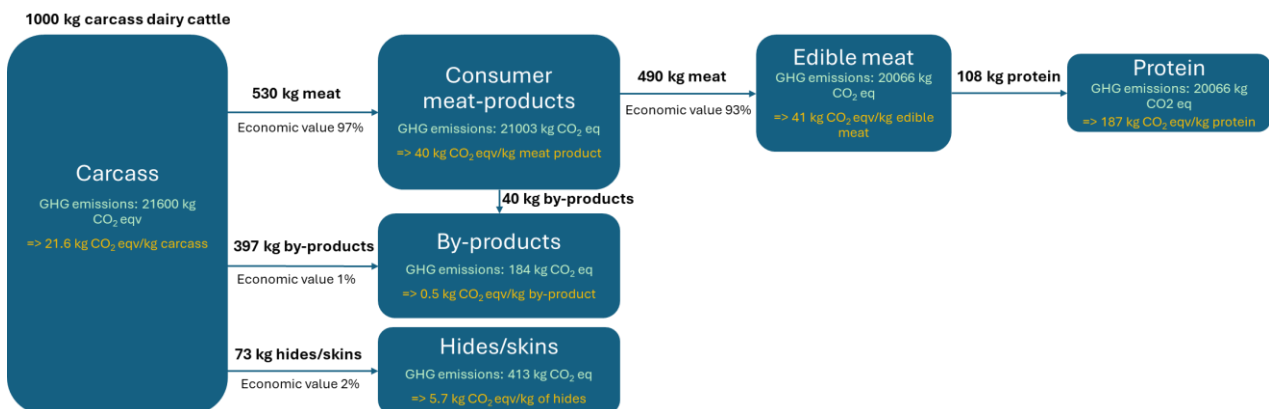 1000 kg carcass dairy cattle
Carcass
GHG emissions: 21600 kg
CO₂ eqv
=> 21.6 kg CO₂ eqv/kg carcass
530 kg meat
Economic value 97%
Consumer
meat-products
GHG emissions: 21003 kg CO₂ eq
=> 40 kg CO₂ eqv/kg meat product
490 kg meat
Economic value 93%
Edible meat
GHG emissions: 20066 kg
CO₂ eq
=> 41 kg CO₂ eqv/kg edible
meat
108 kg protein
Protein
GHG emissions: 20066 kg
CO2 eq
=> 187 kg CO₂ eqv/kg protein
40 kg by-products
397 kg by-products
Economic value 1%
By-products
GHG emissions: 184 kg CO₂ eq
=> 0.5 kg CO₂ eqv/kg by-product
73 kg hides/skins
Economic value 2%
Hides/skins
GHG emissions: 413 kg CO₂ eq
=> 5.7 kg CO₂ eqv/kg of hides